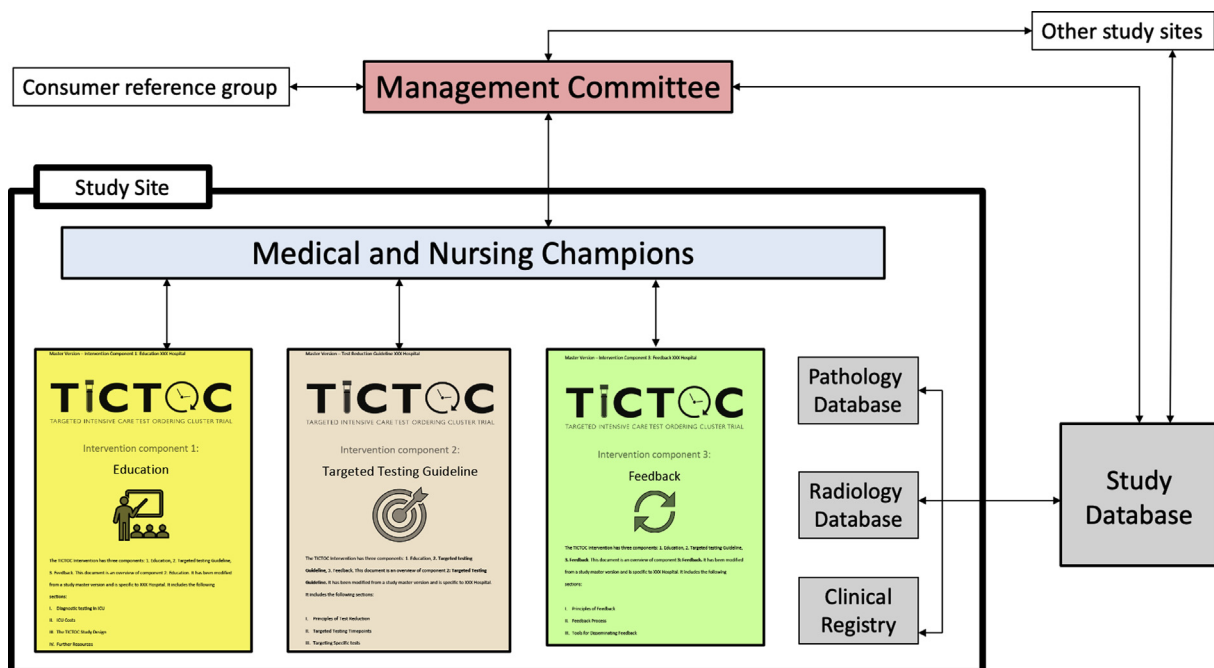 Other study sites
Consumer reference group
Management Committee
Study Site
Medical and Nursing Champions
Master Version – Intervention Component 1: Education XXX Hospital
TiCTOC
TARGETED INTENSIVE CARE TEST ORDERING CLUSTER TRIAL
Intervention component 1:
Education
The TICTOC Intervention has three components: 1. Education, 2. Targeted testing Guideline,
3. Feedback. This document is an overview of component 2: Education. It has been modified
from a study master version and is specific to XXX Hospital. It includes the following
sections:
I. Diagnostic testing in ICU
II. ICU Costs
III. The TICTOC Study Design
IV. Further Resources
Master Version – Test Reduction Guideline XXX Hospital
TiCTOC
TARGETED INTENSIVE CARE TEST ORDERING CLUSTER TRIAL
Intervention component 2:
Targeted Testing Guideline
The TICTOC Intervention has three components: 1. Education, 2. Targeted testing
Guideline, 3. Feedback. This document is an overview of component 2: Targeted Testing
Guideline. It has been modified from a study master version and is specific to XXX Hospital.
It includes the following sections:
I. Principles of Test Reduction
II. Targeted Testing Timepoints
III. Targeting Specific tests
Master Version – Intervention Component 3: Feedback XXX Hospital
TiCTOC
TARGETED INTENSIVE CARE TEST ORDERING CLUSTER TRIAL
Intervention component 3:
Feedback
The TICTOC Intervention has three components: 1. Education, 2. Targeted testing Guideline,
3. Feedback. This document is an overview of component 3: Feedback. It has been modified
from a study master version and is specific to XXX Hospital. It includes the following
sections:
I. Principles of Feedback
II. Feedback Process
III. Tools for Disseminating Feedback
Pathology
Database
Radiology
Database
Clinical
Registry
Study
Database